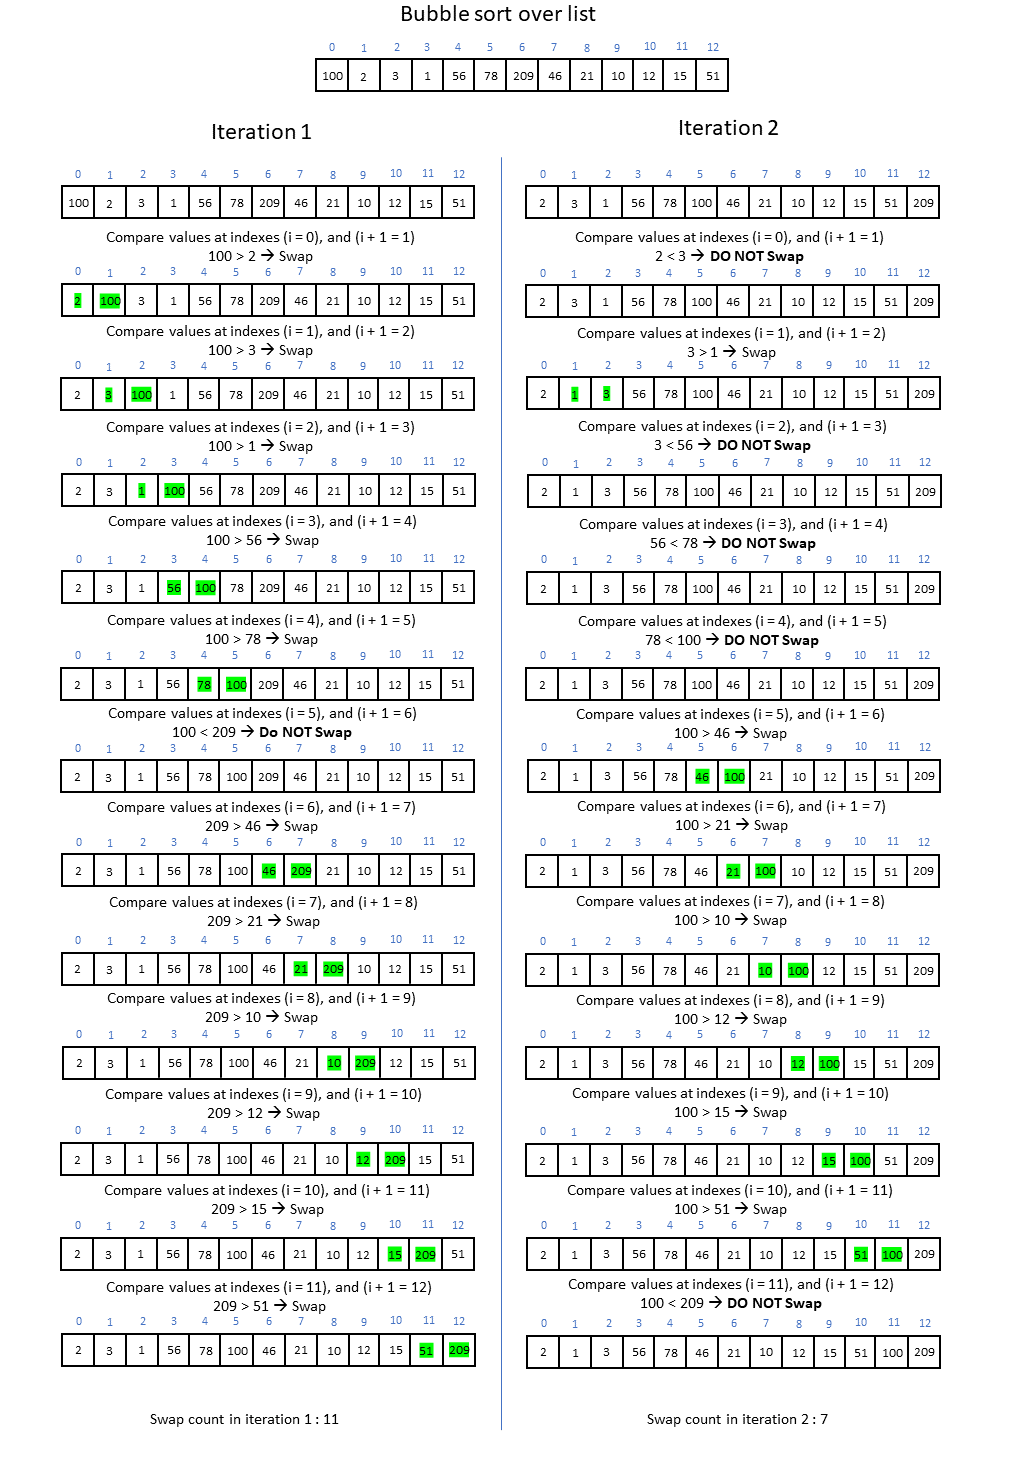 Bubble sort over list
0 1 2 3 4 5 6 7 8 9 10 11 12
100 2 3 1 56 78 209 46 21 10 12 15 51
Iteration 1
0 1 2 3 4 5 6 7 8 9 10 11 12
100 2 3 1 56 78 209 46 21 10 12 15 51
Compare values at indexes (i = 0), and (i + 1 = 1)
100 > 2 → Swap
0 1 2 3 4 5 6 7 8 9 10 11 12
2 100 3 1 56 78 209 46 21 10 12 15 51
Compare values at indexes (i = 1), and (i + 1 = 2)
100 > 3 → Swap
0 1 2 3 4 5 6 7 8 9 10 11 12
2 3 100 1 56 78 209 46 21 10 12 15 51
Compare values at indexes (i = 2), and (i + 1 = 3)
100 > 1 → Swap
0 1 2 3 4 5 6 7 8 9 10 11 12
2 3 1 100 56 78 209 46 21 10 12 15 51
Compare values at indexes (i = 3), and (i + 1 = 4)
100 > 56 → Swap
0 1 2 3 4 5 6 7 8 9 10 11 12
2 3 1 56 100 78 209 46 21 10 12 15 51
Compare values at indexes (i = 4), and (i + 1 = 5)
100 > 78 → Swap
0 1 2 3 4 5 6 7 8 9 10 11 12
2 3 1 56 78 100 209 46 21 10 12 15 51
Compare values at indexes (i = 5), and (i + 1 = 6)
100 < 209 → Do NOT Swap
0 1 2 3 4 5 6 7 8 9 10 11 12
2 3 1 56 78 100 209 46 21 10 12 15 51
Compare values at indexes (i = 6), and (i + 1 = 7)
209 > 46 → Swap
0 1 2 3 4 5 6 7 8 9 10 11 12
2 3 1 56 78 100 46 209 21 10 12 15 51
Compare values at indexes (i = 7), and (i + 1 = 8)
209 > 21 → Swap
0 1 2 3 4 5 6 7 8 9 10 11 12
2 3 1 56 78 100 46 21 209 10 12 15 51
Compare values at indexes (i = 8), and (i + 1 = 9)
209 > 10 → Swap
0 1 2 3 4 5 6 7 8 9 10 11 12
2 3 1 56 78 100 46 21 10 209 12 15 51
Compare values at indexes (i = 9), and (i + 1 = 10)
209 > 12 → Swap
0 1 2 3 4 5 6 7 8 9 10 11 12
2 3 1 56 78 100 46 21 10 12 209 15 51
Compare values at indexes (i = 10), and (i + 1 = 11)
209 > 15 → Swap
0 1 2 3 4 5 6 7 8 9 10 11 12
2 3 1 56 78 100 46 21 10 12 15 209 51
Compare values at indexes (i = 11), and (i + 1 = 12)
209 > 51 → Swap
0 1 2 3 4 5 6 7 8 9 10 11 12
2 3 1 56 78 100 46 21 10 12 15 51 209
Swap count in iteration 1 : 11
Iteration 2
0 1 2 3 4 5 6 7 8 9 10 11 12
2 3 1 56 78 100 46 21 10 12 15 51 209
Compare values at indexes (i = 0), and (i + 1 = 1)
2 < 3 → DO NOT Swap
0 1 2 3 4 5 6 7 8 9 10 11 12
2 3 1 56 78 100 46 21 10 12 15 51 209
Compare values at indexes (i = 1), and (i + 1 = 2)
3 > 1 → Swap
0 1 2 3 4 5 6 7 8 9 10 11 12
2 1 3 56 78 100 46 21 10 12 15 51 209
Compare values at indexes (i = 2), and (i + 1 = 3)
3 < 56 → DO NOT Swap
0 1 2 3 4 5 6 7 8 9 10 11 12
2 1 3 56 78 100 46 21 10 12 15 51 209
Compare values at indexes (i = 3), and (i + 1 = 4)
56 < 78 → DO NOT Swap
0 1 2 3 4 5 6 7 8 9 10 11 12
2 1 3 56 78 100 46 21 10 12 15 51 209
Compare values at indexes (i = 4), and (i + 1 = 5)
78 < 100 → DO NOT Swap
0 1 2 3 4 5 6 7 8 9 10 11 12
2 1 3 56 78 100 46 21 10 12 15 51 209
Compare values at indexes (i = 5), and (i + 1 = 6)
100 > 46 → Swap
0 1 2 3 4 5 6 7 8 9 10 11 12
2 1 3 56 78 46 100 21 10 12 15 51 209
Compare values at indexes (i = 6), and (i + 1 = 7)
100 > 21 → Swap
0 1 2 3 4 5 6 7 8 9 10 11 12
2 1 3 56 78 46 21 100 10 12 15 51 209
Compare values at indexes (i = 7), and (i + 1 = 8)
100 > 10 → Swap
0 1 2 3 4 5 6 7 8 9 10 11 12
2 1 3 56 78 46 21 10 100 12 15 51 209
Compare values at indexes (i = 8), and (i + 1 = 9)
100 > 12 → Swap
0 1 2 3 4 5 6 7 8 9 10 11 12
2 1 3 56 78 46 21 10 12 100 15 51 209
Compare values at indexes (i = 9), and (i + 1 = 10)
100 > 15 → Swap
0 1 2 3 4 5 6 7 8 9 10 11 12
2 1 3 56 78 46 21 10 12 15 100 51 209
Compare values at indexes (i = 10), and (i + 1 = 11)
100 > 51 → Swap
0 1 2 3 4 5 6 7 8 9 10 11 12
2 1 3 56 78 46 21 10 12 15 51 100 209
Compare values at indexes (i = 11), and (i + 1 = 12)
100 < 209 → DO NOT Swap
0 1 2 3 4 5 6 7 8 9 10 11 12
2 1 3 56 78 46 21 10 12 15 51 100 209
Swap count in iteration 2 : 7